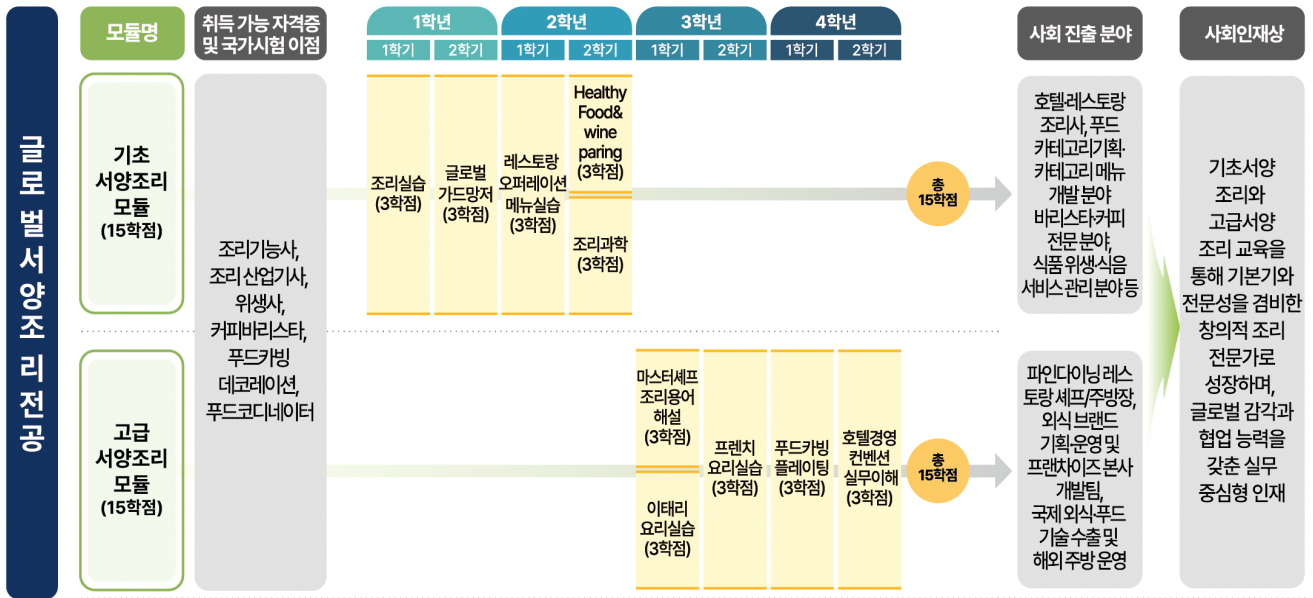 글로벌서양조리전공
모듈명
취득 가능 자격증
및 국가시험 이점
1학년
2학년
3학년
4학년
1학기
2학기
1학기
2학기
1학기
2학기
1학기
2학기
사회 진출 분야
사회인재상
기초
서양조리
모듈
(15학점)
조리기능사,
조리 산업기사,
위생사,
커피바리스타,
푸드카빙
데코레이션,
푸드코디네이터
조리실습
(3학점)
글로벌
가드망저
(3학점)
레스토랑
오퍼레이션
메뉴실습
(3학점)
Healthy
Food&
wine
paring
(3학점)
조리과학
(3학점)
총
15학점
호텔·레스토랑
조리사, 푸드
카테고리기획·
카테고리 메뉴
개발 분야
바리스타·커피
전문 분야,
식품 위생·식음
서비스 관리 분야 등
고급
서양조리
모듈
(15학점)
마스터셰프
조리용어
해설
(3학점)
이태리
요리실습
(3학점)
프렌치
요리실습
(3학점)
푸드카빙
플레이팅
(3학점)
호텔경영
컨벤션
실무이해
(3학점)
총
15학점
파인다이닝 레스
토랑 셰프/주방장,
외식 브랜드
기획·운영 및
프랜차이즈 본사
개발팀,
국제 외식·푸드
기술 수출 및
해외 주방 운영
기초서양
조리와
고급서양
조리 교육을
통해 기본기와
전문성을 겸비한
창의적 조리
전문가로
성장하며,
글로벌 감각과
협업 능력을
갖춘 실무
중심형 인재